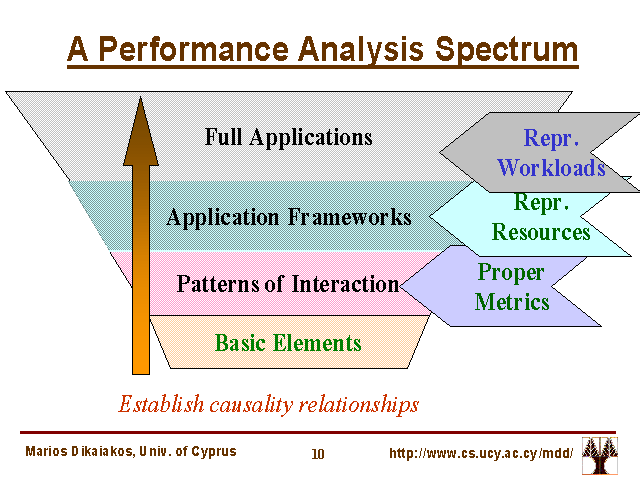 A Performance Analysis Spectrum
Full Applications
Repr.
Workloads
Application Frameworks
Repr.
Resources
Patterns of Interaction
Proper
Metrics
Basic Elements
Establish causality relationships
Marios Dikaiakos, Univ. of Cyprus
10
http://www.cs.ucy.ac.cy/mdd/